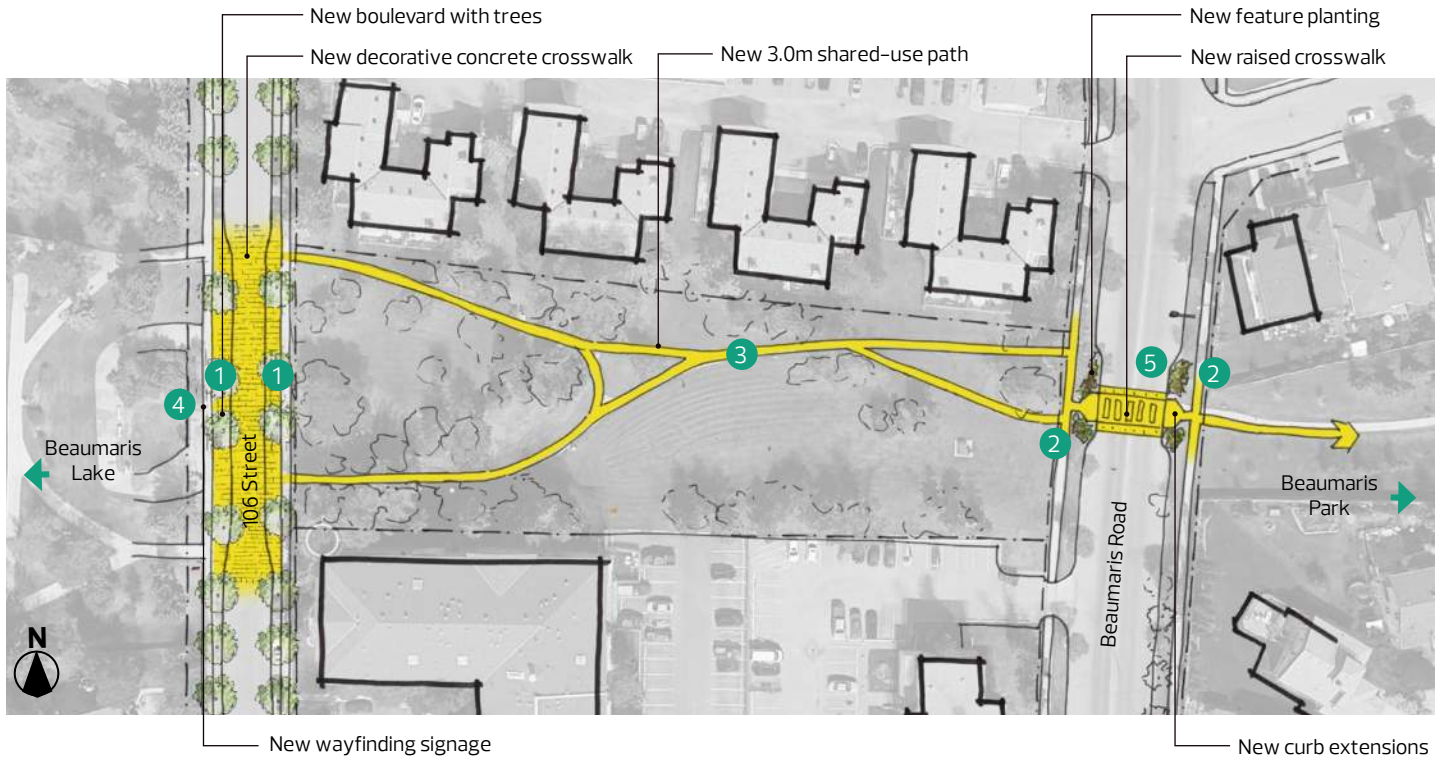 New boulevard with trees
New feature planting
New decorative concrete crosswalk
New 3.0m shared-use path
New raised crosswalk
3
5
2
1
1
4
2
Beaumaris
Lake
106 Street
Beaumaris
Park
Beaumaris Road
N
New wayfinding signage
New curb extensions